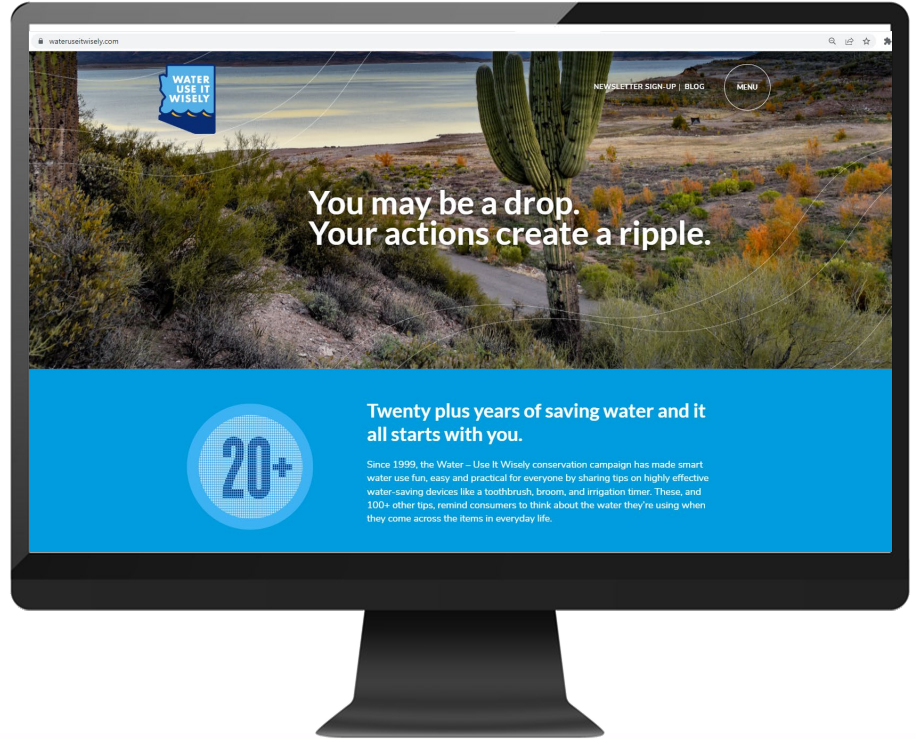 wateruseitwisely.com
WATER
USE IT
WISELY
NEWSLETTER SIGN-UP | BLOG
MENU
You may be a drop.
Your actions create a ripple.
20+
Twenty plus years of saving water and it
all starts with you.
Since 1999, the Water – Use It Wisely conservation campaign has made smart
water use fun, easy and practical for everyone by sharing tips on highly effective
water-saving devices like a toothbrush, broom, and irrigation timer. These, and
100+ other tips, remind consumers to think about the water they're using when
they come across the items in everyday life.